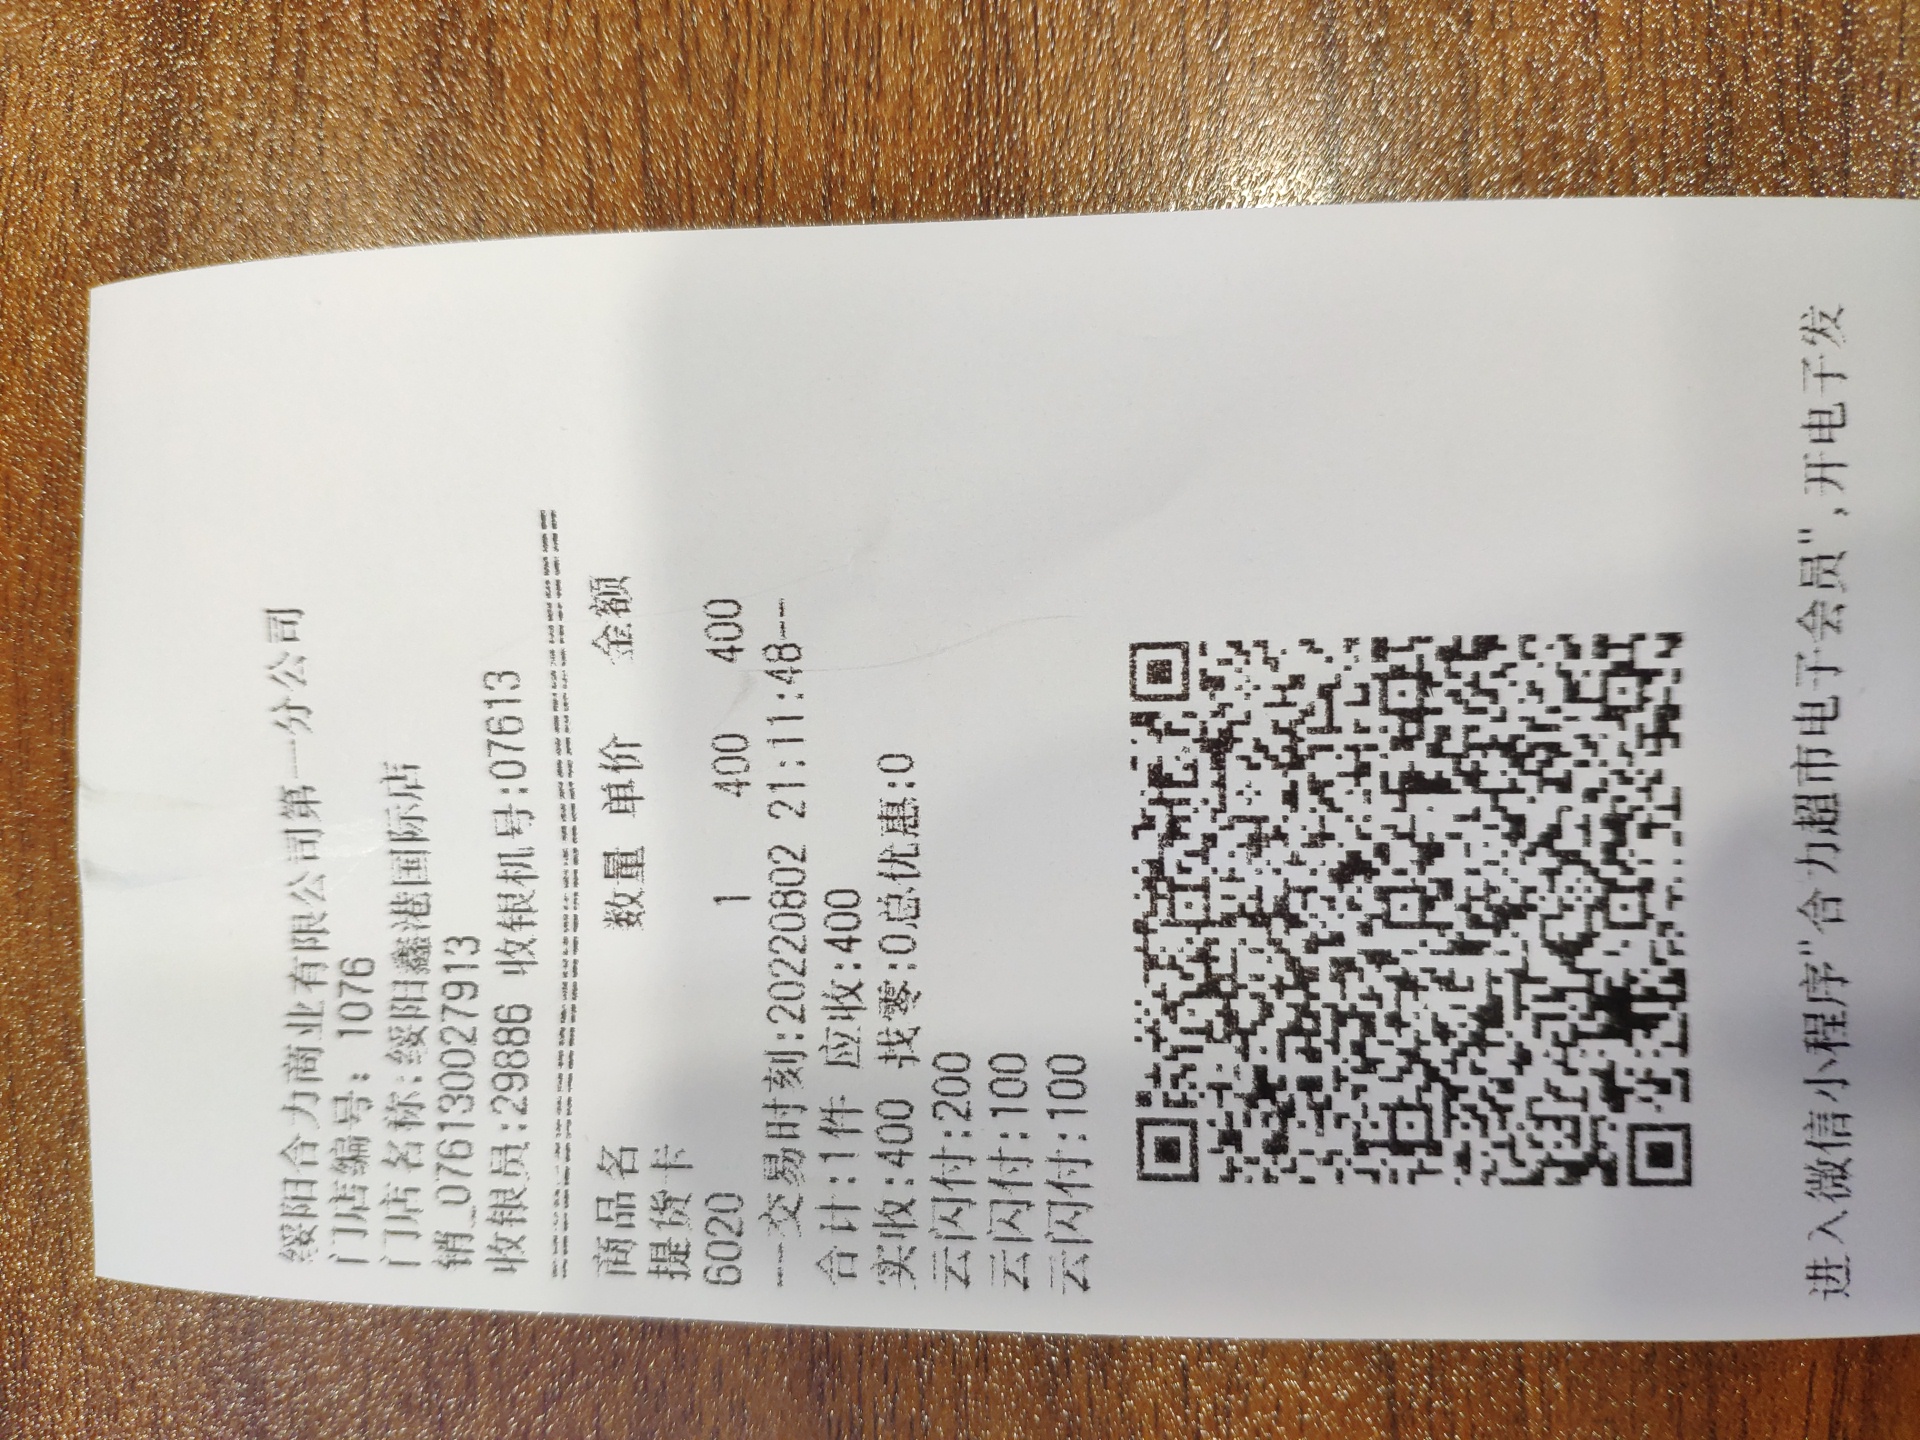 绥阳合力商业有限公司第一分公司
门店编号: 1076
门店名称:绥阳鑫港国际店
销_076130027913
收银员:29886 收银机号:07613
商品名 数量 单价 金额
提货卡
6020 1 400 400
—交易时刻:20220802 21:11:48—
合计:1件 应收:400
实收:400 找零:0总优惠:0
云闪付:200
云闪付:100
云闪付:100
进入微信小程序"合力超市电子会员",开电子发